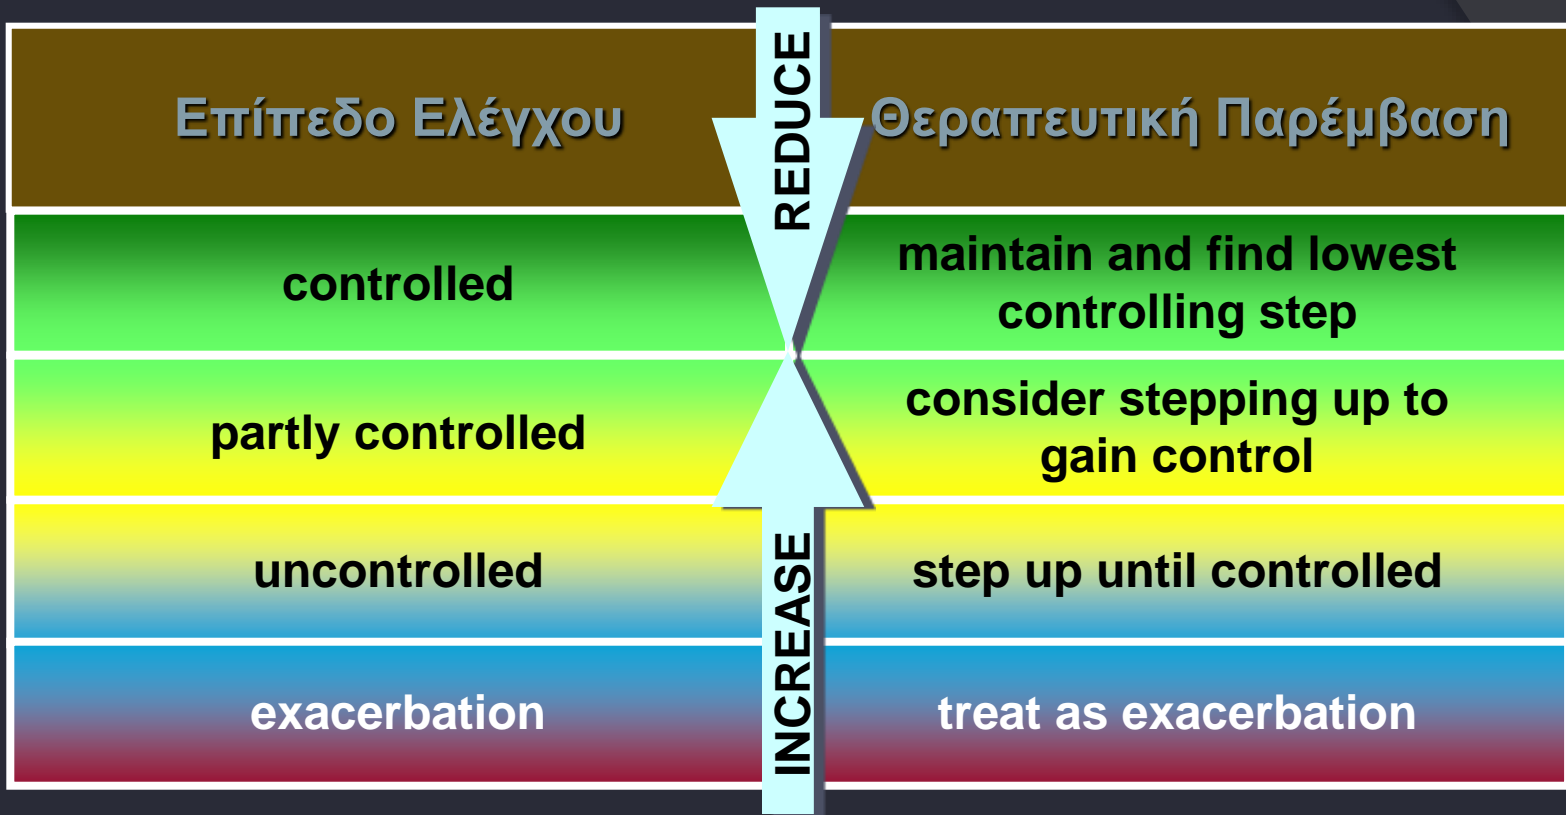 Επίπεδο Ελέγχου
REDUCE
Θεραπευτική Παρέμβαση
controlled
maintain and find lowest
controlling step
partly controlled
consider stepping up to
gain control
uncontrolled
INCREASE
step up until controlled
exacerbation
treat as exacerbation